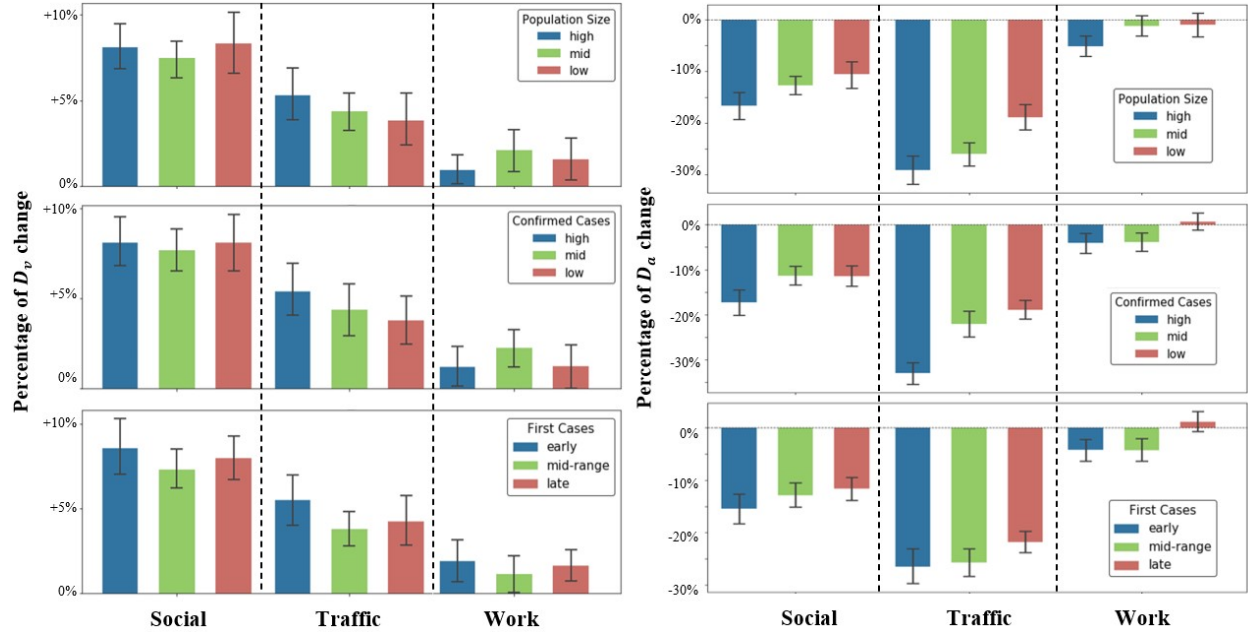 Percentage of Dᵥ, change
+10%
+5%
0%
Population Size
high
mid
low
+10%
+5%
0%
Confirmed Cases
high
mid
low
+10%
+5%
0%
First Cases
early
mid-range
late
Social Traffic Work
Percentage of Dₐ, change
0%
-10%
-20%
-30%
Population Size
high
mid
low
0%
-10%
-20%
-30%
Confirmed Cases
high
mid
low
0%
-10%
-20%
-30%
First Cases
early
mid-range
late
Social Traffic Work